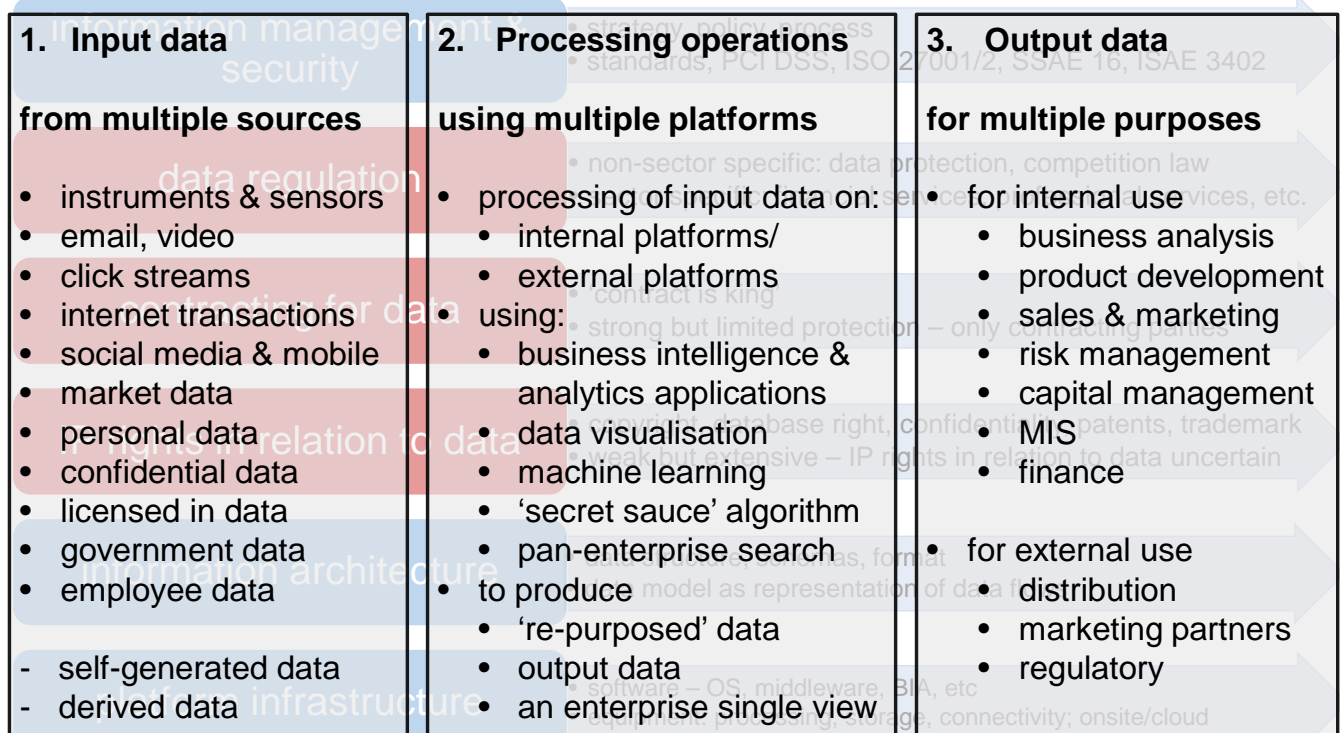 1. Input data
from multiple sources
• instruments & sensors
• email, video
• click streams
• internet transactions
• social media & mobile
• market data
• personal data
• confidential data
• licensed in data
• government data
• employee data
- self-generated data
- derived data
2. Processing operations
using multiple platforms
• processing of input data on:
• internal platforms/
• external platforms
• using:
• business intelligence &
analytics applications
• data visualisation
• machine learning
• ‘secret sauce’ algorithm
• pan-enterprise search
• to produce
• ‘re-purposed’ data
• output data
• an enterprise single view
3. Output data
for multiple purposes
• for internal use
• business analysis
• product development
• sales & marketing
• risk management
• capital management
• MIS
• finance
• for external use
• distribution
• marketing partners
• regulatory
information management &
security
• strategy, policy, process
• standards, PCI DSS, ISO 27001/2, SSAE 16, ISAE 3402
data regulation
• non-sector specific: data protection, competition law
• sector specific: financial services, professional services, etc.
contracting for data
• ‘contract is king’
• strong but limited protection – only contracting parties
IP rights in relation to data
• copyright, database right, confidentiality, patents, trademark
• weak but extensive – IP rights in relation to data uncertain
information architecture
data structure, schemas, format
data model as representation of data
platform infrastructure
• software – OS, middleware, BIA, etc
equipment: processing, storage, connectivity; onsite/cloud